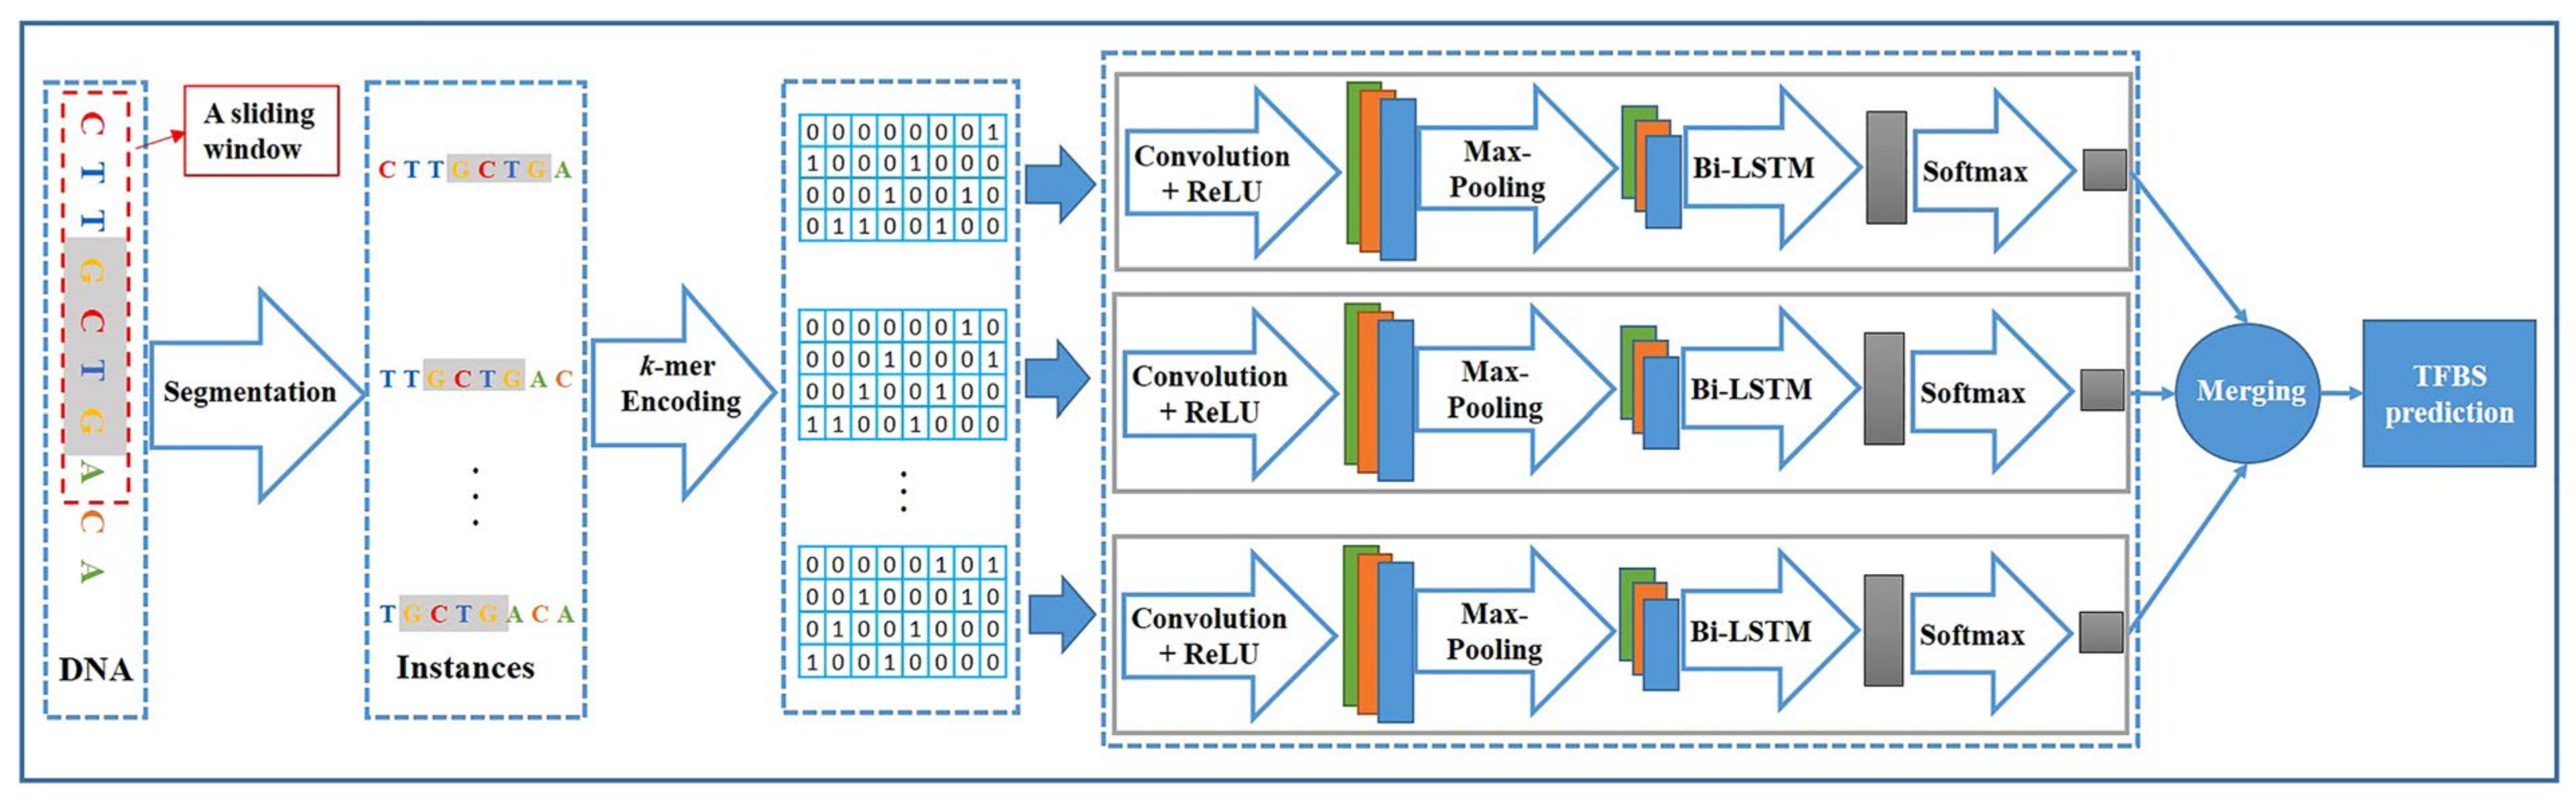 C T T G C T G A C A
DNA
A sliding
window
Segmentation
C T T G C T G A
T T G C T G A C
T G C T G A C A
Instances
k-mer
Encoding
0 0 0 0 0 0 0 1
1 0 0 0 1 0 0 0
0 0 0 1 0 0 1 0
0 1 1 0 0 1 0 0
0 0 0 0 0 0 1 0
0 0 0 1 0 0 0 1
0 0 1 0 0 1 0 0
1 1 0 0 1 0 0 0
0 0 0 0 0 1 0 1
0 0 1 0 0 0 1 0
0 1 0 0 1 0 0 0
1 0 0 1 0 0 0 0
Convolution
+ ReLU
Max-
Pooling
Bi-LSTM
Softmax
Convolution
+ ReLU
Max-
Pooling
Bi-LSTM
Softmax
Convolution
+ ReLU
Max-
Pooling
Bi-LSTM
Softmax
Merging
TFBS
prediction